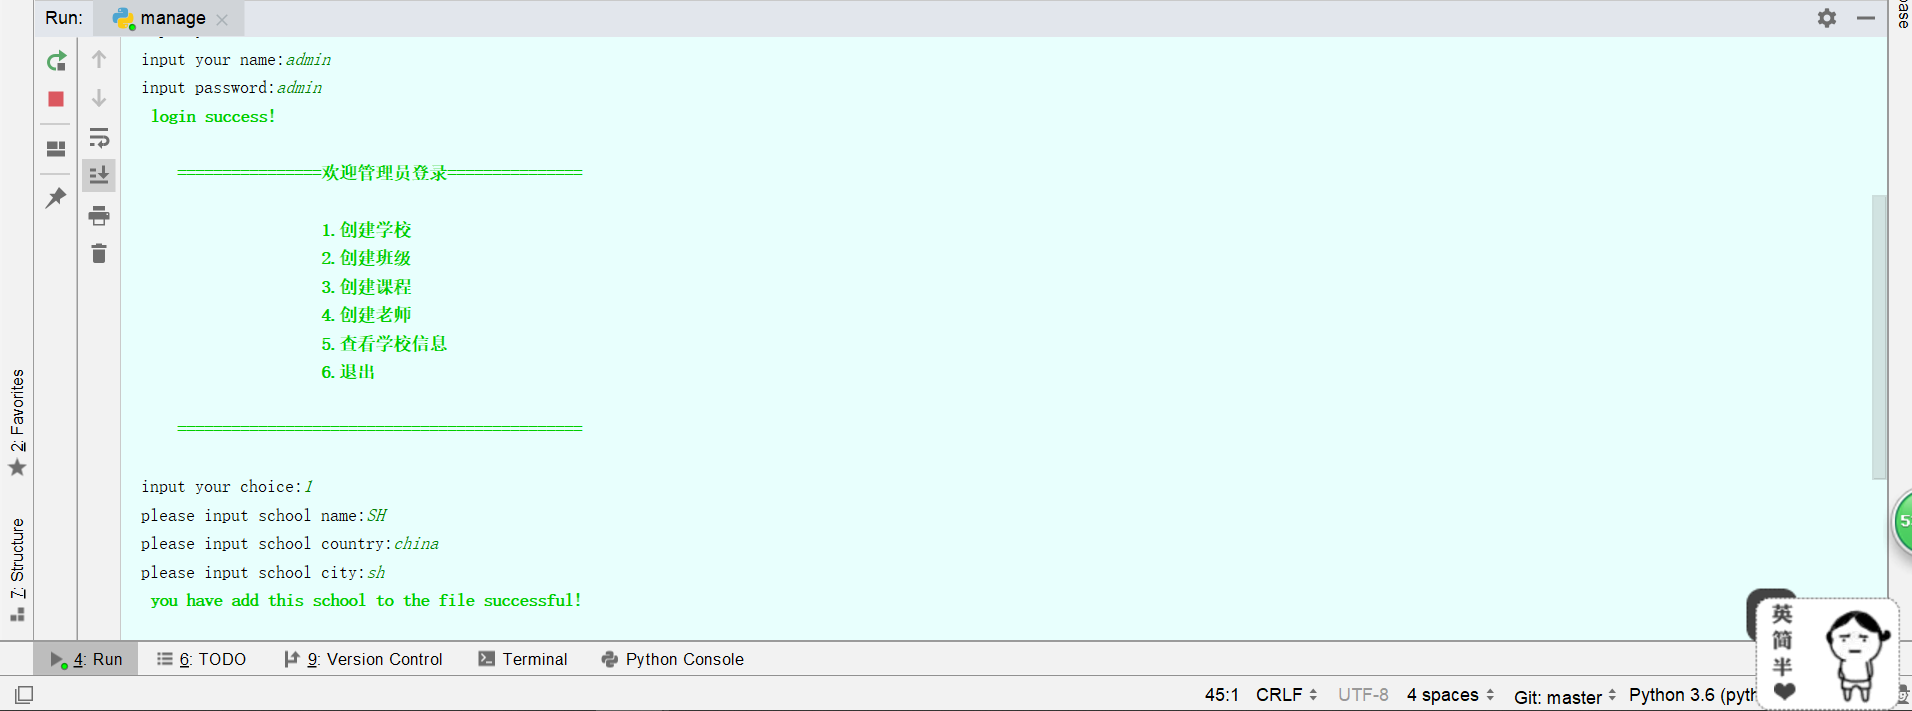 Run: manage
input your name:admin
input password:admin
login success!
================欢迎管理员登录===============
1.创建学校
2.创建班级
3.创建课程
4.创建老师
5.查看学校信息
6.退出
=============================================
input your choice:1
please input school name:SH
please input school country:china
please input school city:sh
you have add this school to the file successful!
2: Favorites
7: Structure
英
简
半
4: Run 6: TODO 9: Version Control Terminal Python Console
45:1 CRLF UTF-8 4 spaces Git: master Python 3.6 (pyth